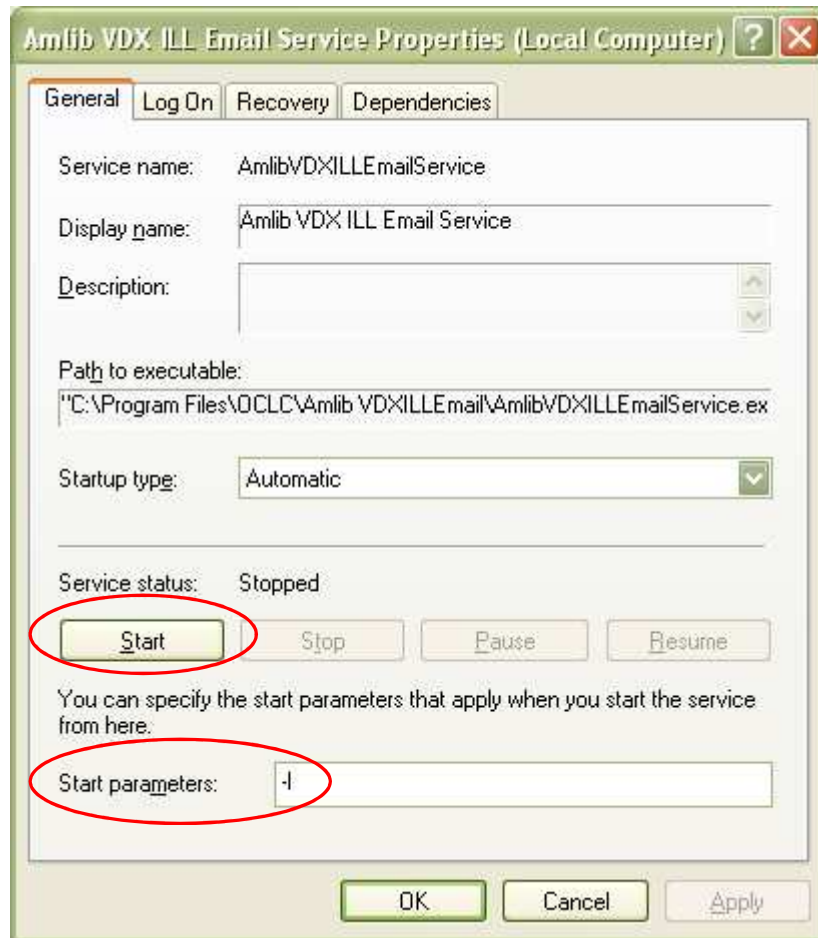 Amlib VDX ILL Email Service Properties (Local Computer) ?
General Log On Recovery Dependencies
Service name: AmlibVDXILLEmailService
Display name: Amlib VDX ILL Email Service
Description:
Path to executable:
"C:\Program Files\OCLC\Amlib VDXILLEmail\AmlibVDXILLEmailService.ex
Startup type: Automatic
Service status: Stopped
Start Stop Pause Resume
You can specify the start parameters that apply when you start the service
from here.
Start parameters: -l
OK Cancel Apply